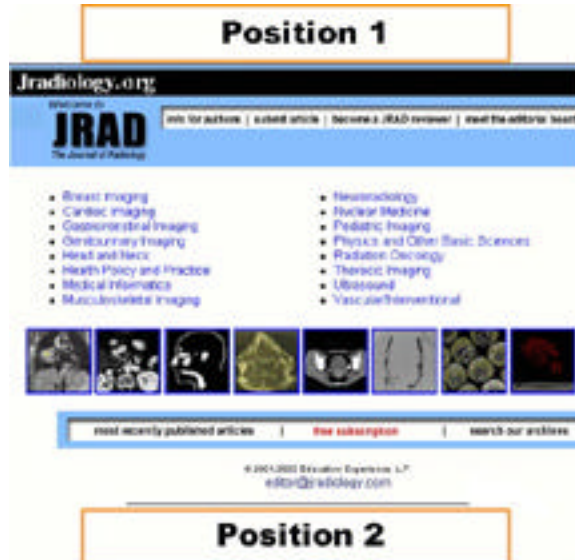 Position 1
Jradiology.org
Welcome to
JRAD
The Journal of Radiology
info for authors | submit article | become a JRAD reviewer | meet the editorial board
Breast Imaging
Cardiac Imaging
Gastrointestinal Imaging
Genitourinary Imaging
Head and Neck
Health Policy and Practice
Medical Informatics
Musculoskeletal Imaging
Neuroradiology
Nuclear Medicine
Pediatric Imaging
Physics and Other Basic Sciences
Radiation Oncology
Thoracic Imaging
Ultrasound
Vascular/Interventional
most recently published articles | free subscription | search our archives
© 2001-2002 Education Experience, L.P.
editor@jradiology.com
Position 2